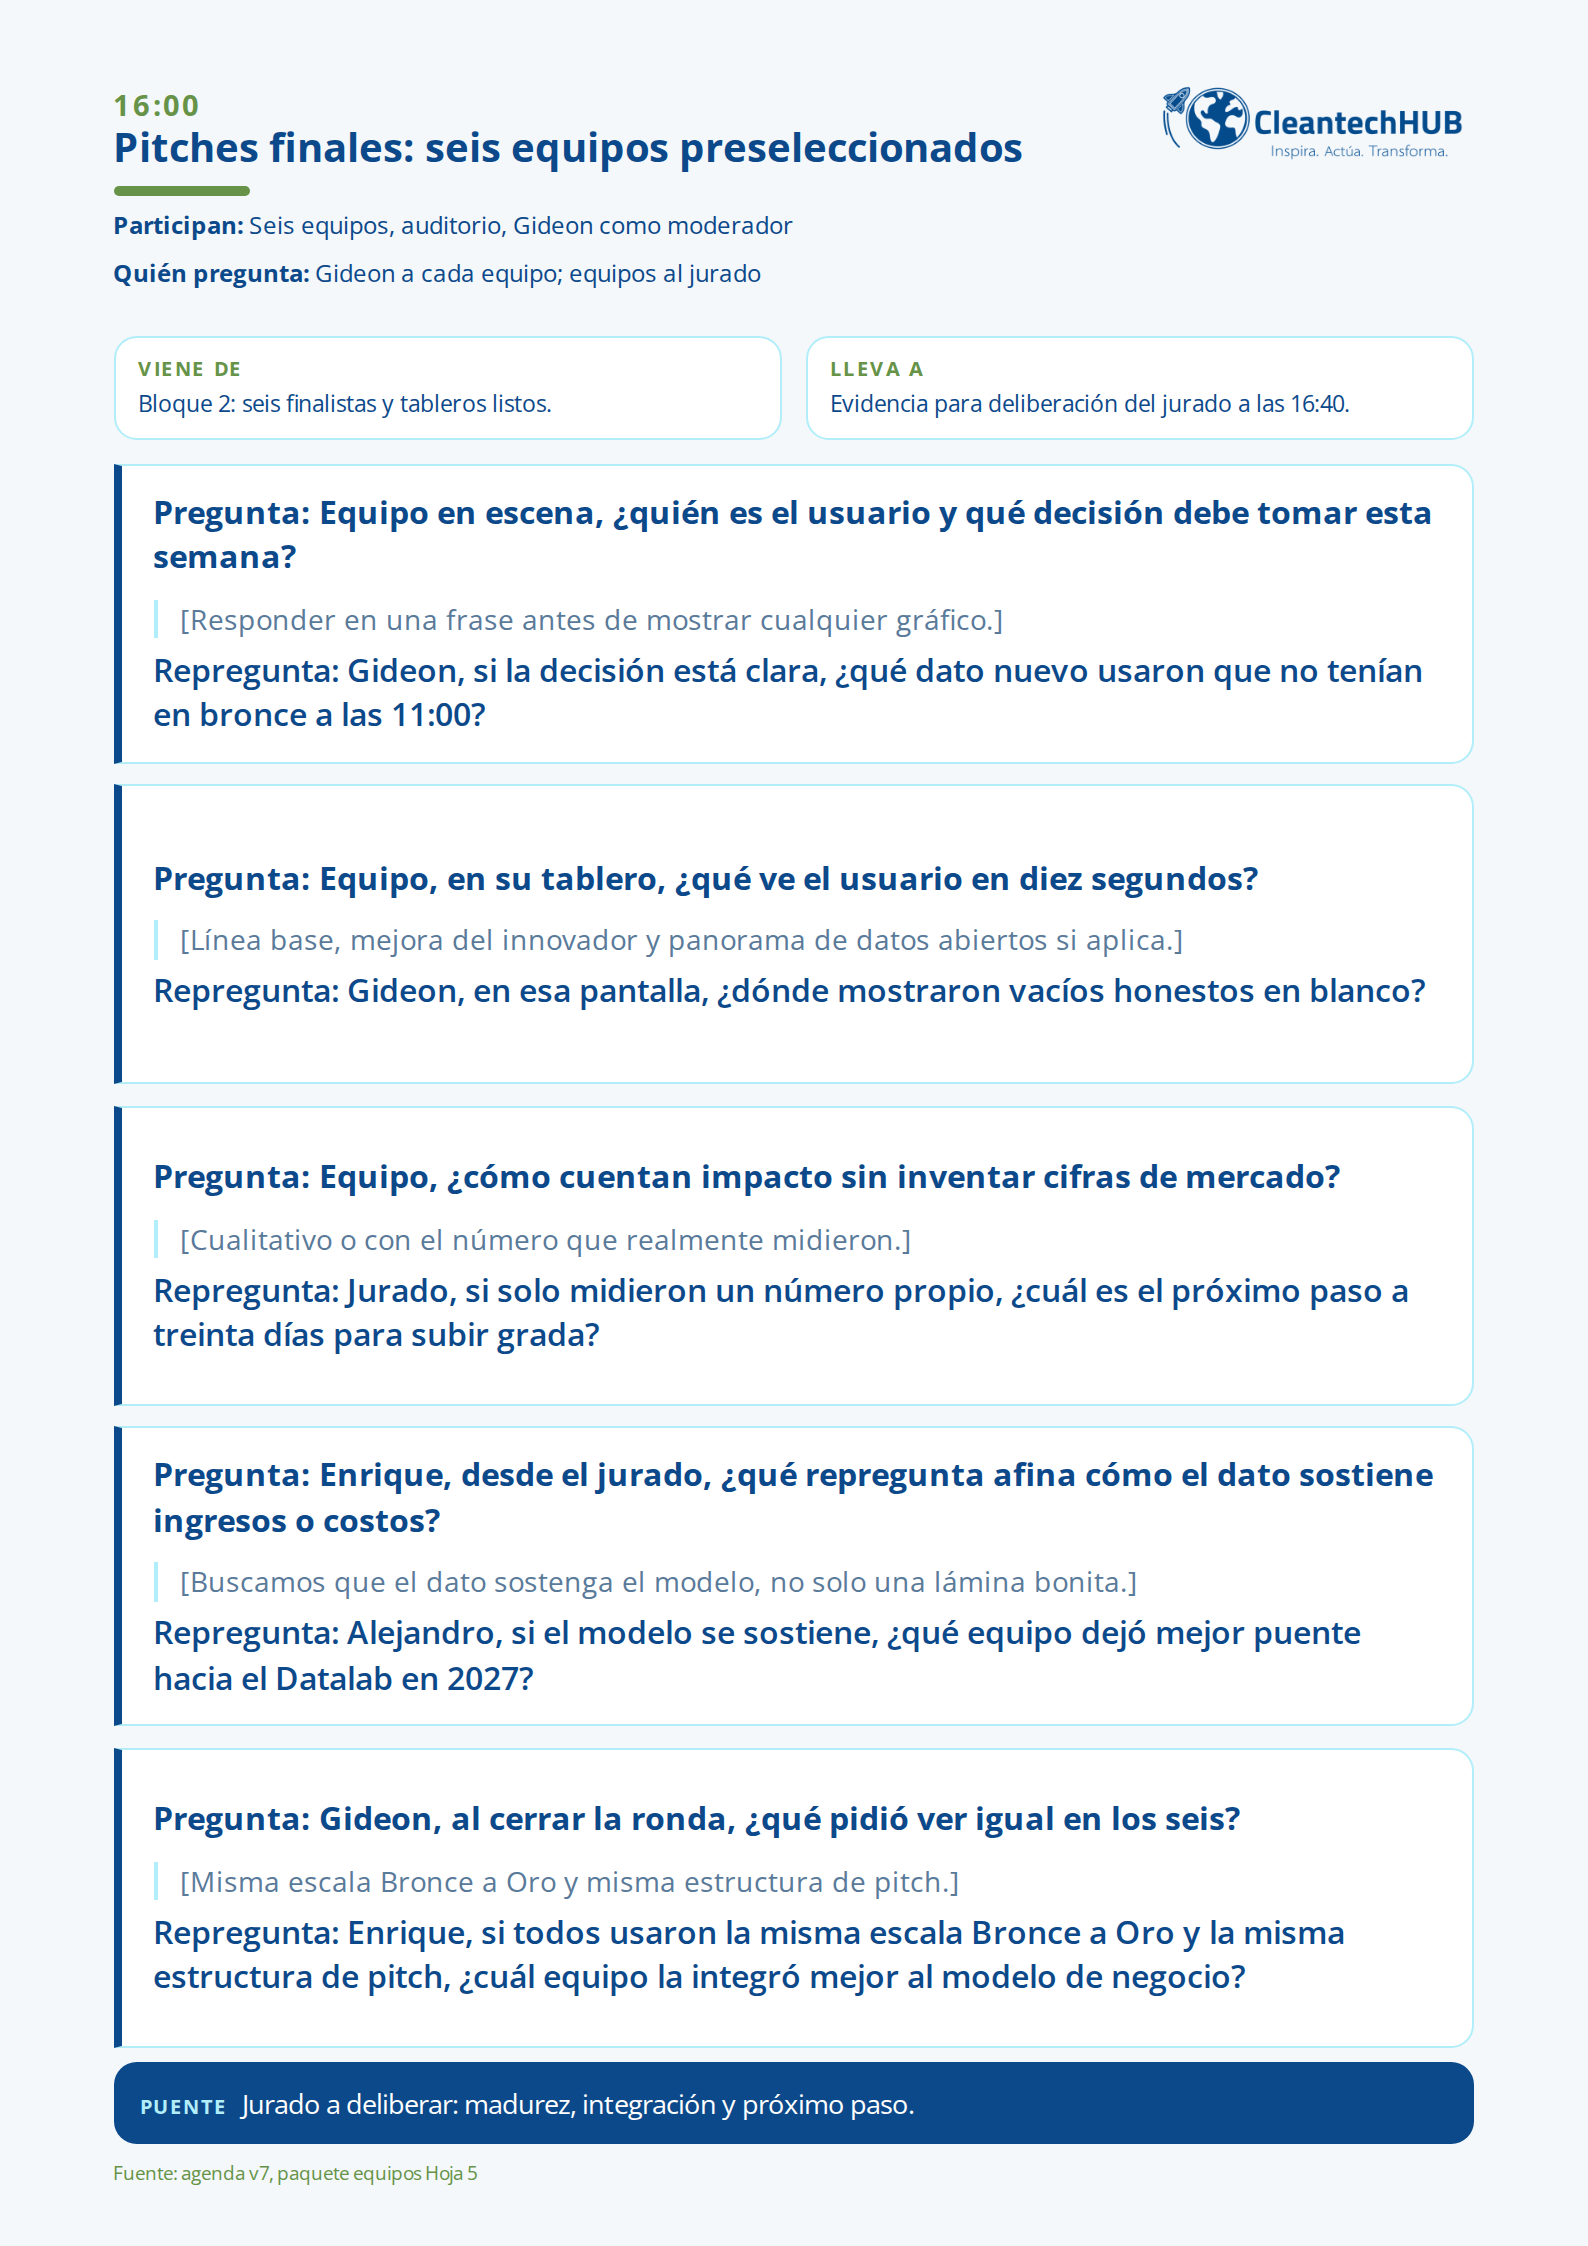 16:00
Pitches finales: seis equipos preseleccionados
CleantechHUB
Inspira. Actúa. Transforma.
Participan: Seis equipos, auditorio, Gideon como moderador
Quién pregunta: Gideon a cada equipo; equipos al jurado
VIENE DE
Bloque 2: seis finalistas y tableros listos.
LLEVA A
Evidencia para deliberación del jurado a las 16:40.
Pregunta: Equipo en escena, ¿quién es el usuario y qué decisión debe tomar esta
semana?
[Responder en una frase antes de mostrar cualquier gráfico.]
Repregunta: Gideon, si la decisión está clara, ¿qué dato nuevo usaron que no tenían
en bronce a las 11:00?
Pregunta: Equipo, en su tablero, ¿qué ve el usuario en diez segundos?
[Línea base, mejora del innovador y panorama de datos abiertos si aplica.]
Repregunta: Gideon, en esa pantalla, ¿dónde mostraron vacíos honestos en blanco?
Pregunta: Equipo, ¿cómo cuentan impacto sin inventar cifras de mercado?
[Cualitativo o con el número que realmente midieron.]
Repregunta: Jurado, si solo midieron un número propio, ¿cuál es el próximo paso a
treinta días para subir grada?
Pregunta: Enrique, desde el jurado, ¿qué repregunta afina cómo el dato sostiene
ingresos o costos?
[Buscamos que el dato sostenga el modelo, no solo una lámina bonita.]
Repregunta: Alejandro, si el modelo se sostiene, ¿qué equipo dejó mejor puente
hacia el Datalab en 2027?
Pregunta: Gideon, al cerrar la ronda, ¿qué pidió ver igual en los seis?
[Misma escala Bronce a Oro y misma estructura de pitch.]
Repregunta: Enrique, si todos usaron la misma escala Bronce a Oro y la misma
estructura de pitch, ¿cuál equipo la integró mejor al modelo de negocio?
PUENTE Jurado a deliberar: madurez, integración y próximo paso.
Fuente: agenda v7, paquete equipos Hoja 5